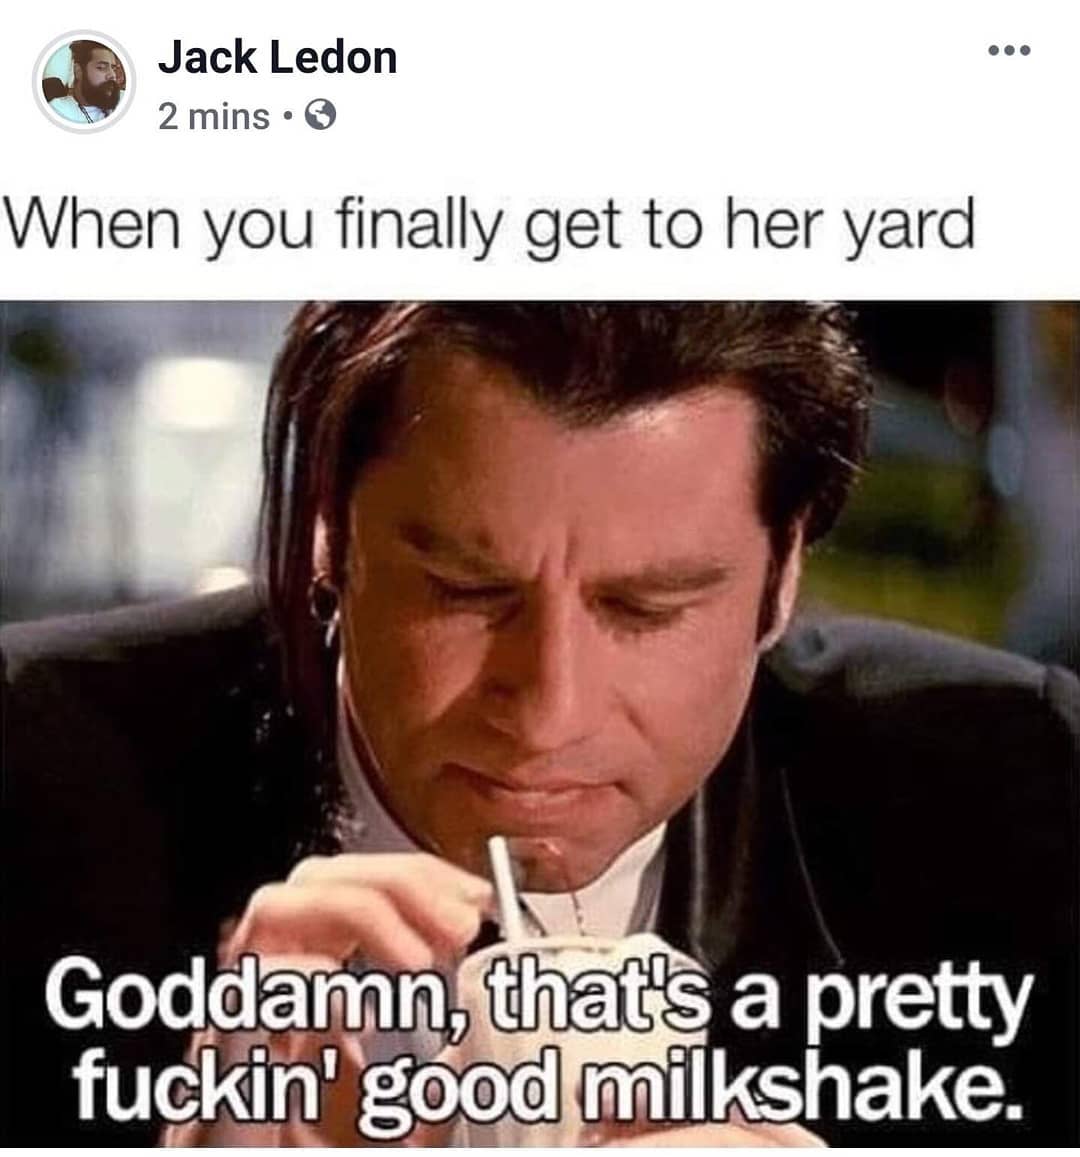 Jack Ledon
2 mins •
When you finally get to her yard
Goddamn, that's a pretty
fuckin' good milkshake.